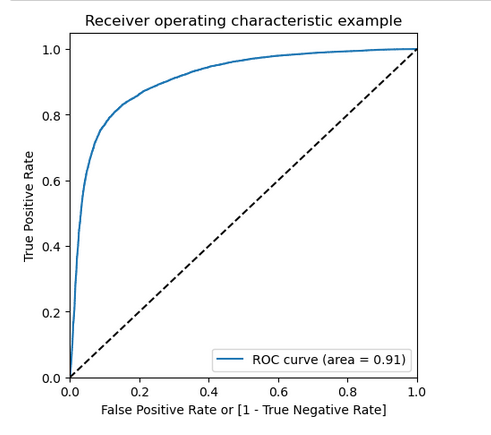 Receiver operating characteristic example
1.0
0.8
0.6
0.4
0.2
0.0
True Positive Rate
ROC curve (area = 0.91)
0.0 0.2 0.4 0.6 0.8 1.0
False Positive Rate or [1 - True Negative Rate]